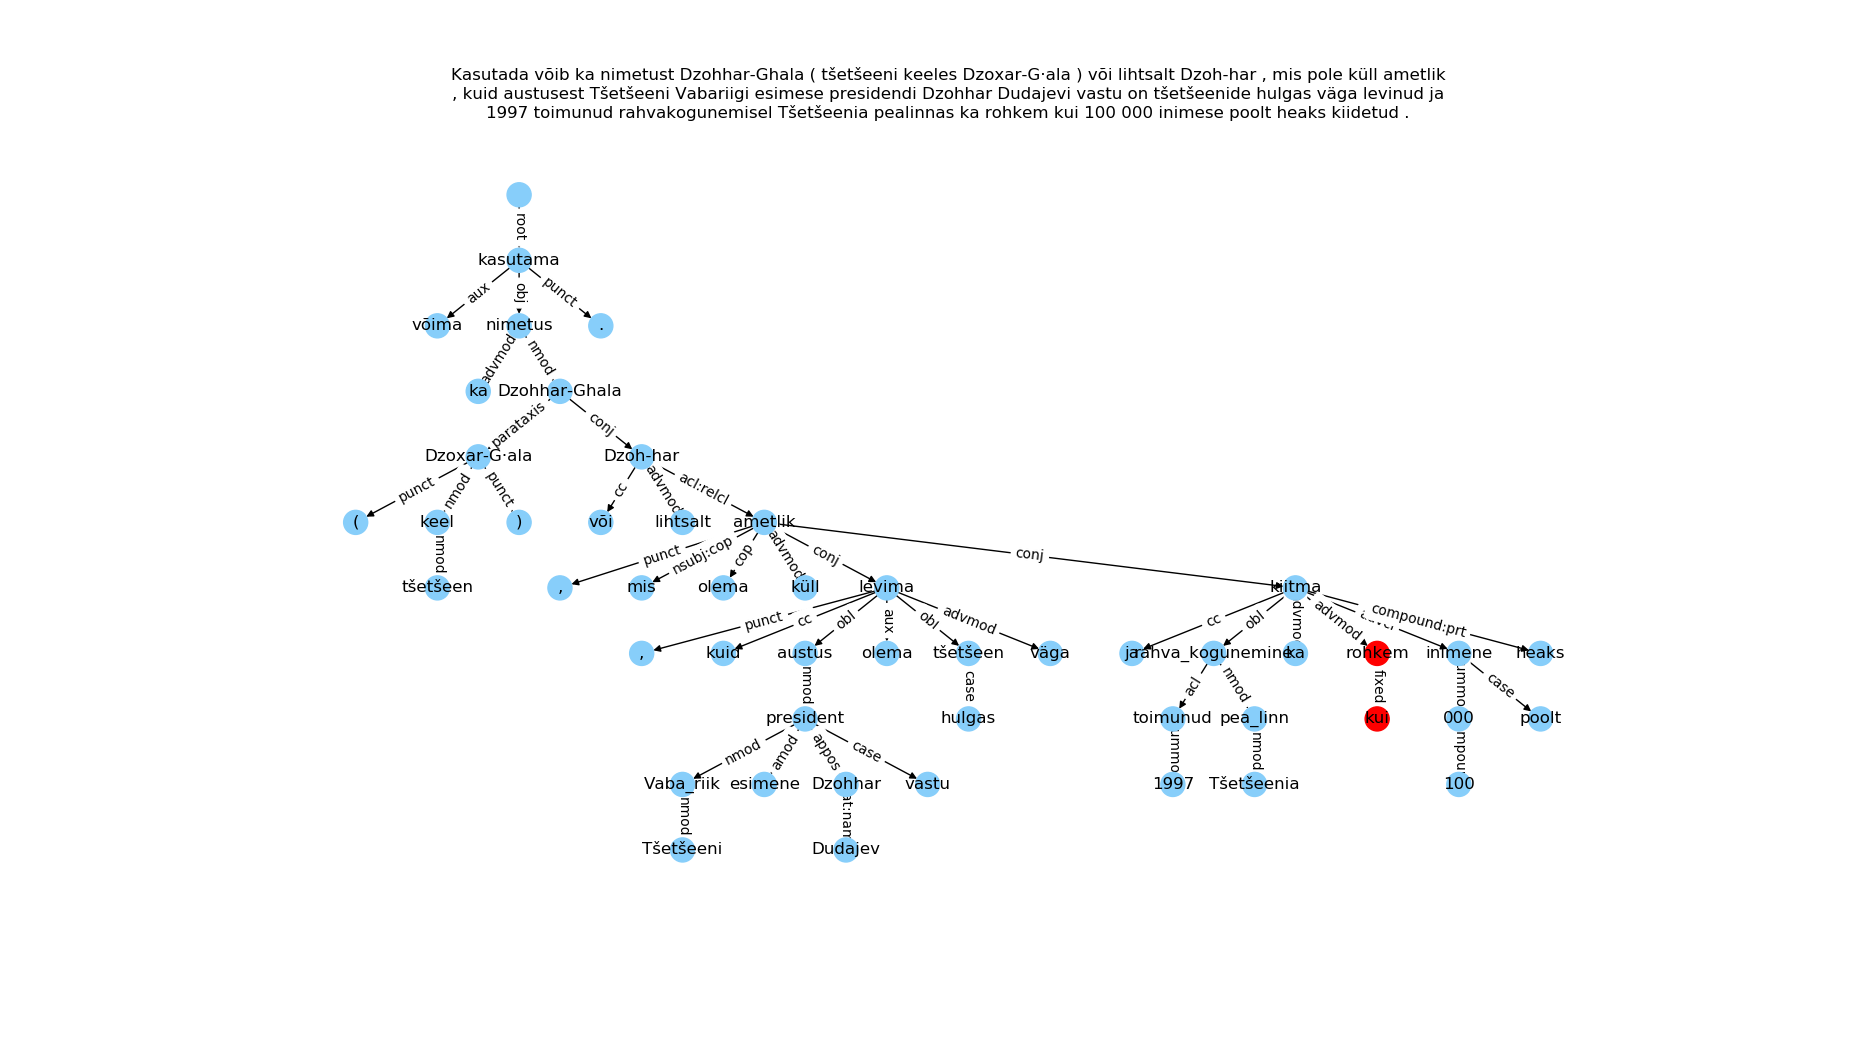 Kasutada võib ka nimetust Dzohhar-Ghala ( tšetšeeni keeles Dzoxar-G·ala ) või lihtsalt Dzoh-har , mis pole küll ametlik
, kuid austusest Tšetšeeni Vabariigi esimese presidendi Dzohhar Dudajevi vastu on tšetšeenide hulgas väga levinud ja
1997 toimunud rahvakogunemisel Tšetšeenia pealinnas ka rohkem kui 100 000 inimese poolt heaks kiidetud .
root
kasutama
aux obj punct
võima nimetus .
advmod nmod
ka Dzohhar-Ghala
parataxis conj
Dzoxar-G·ala Dzoh-har
punct nmod punct cc advmod acl:relcl
( keel ) või lihtsalt ametlik
nmod punct nsubj:cop cop advmod conj conj
tšetšeen , mis olema küll levima kiitma
punct cc obl aux obl advmod cc obl advmod compound:prt
, kuid austus olema tšetšeen väga ja rahva_kogunemine ka rohkem inimene heaks
nmod case acl nmod fixed case
president hulgas toimunud pea_linn kui 000 poolt
nmod amod appos case nmod
Vaba_riik esimene Dzohhar vastu 1997 Tšetšeenia 100
nmod
Tšetšeeni Dudajev